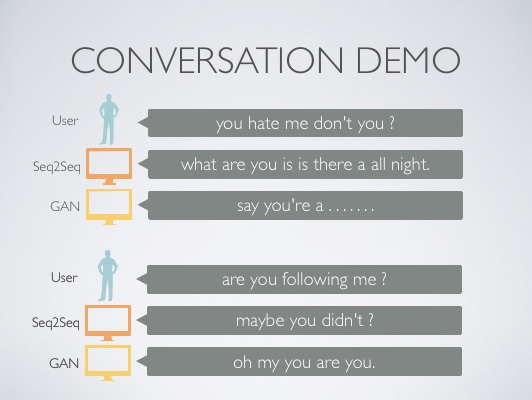 CONVERSATION DEMO
User
you hate me don't you ?
Seq2Seq
what are you is is there a all night.
GAN
say you're a . . . . . . .
User
are you following me ?
Seq2Seq
maybe you didn't ?
GAN
oh my you are you.